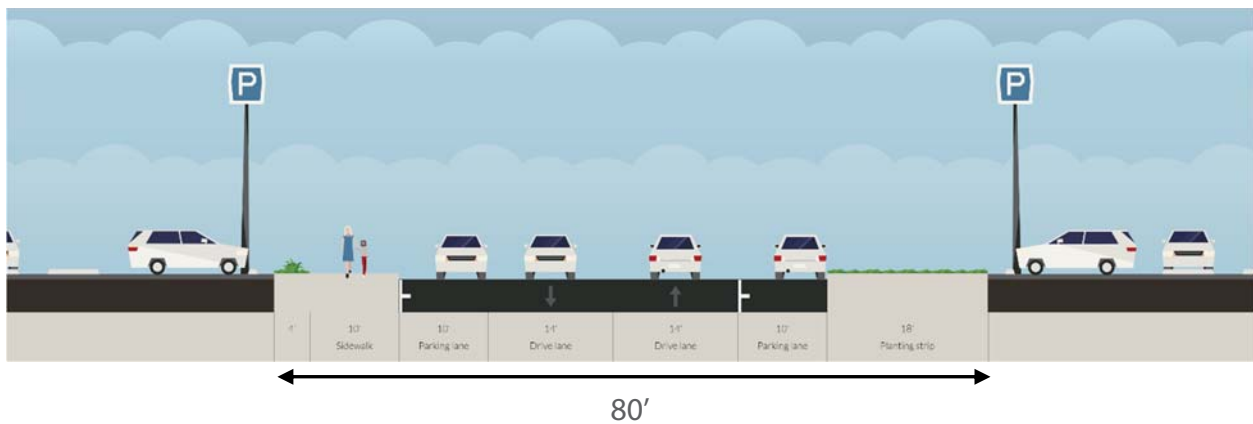 P
P
4'
10'
Sidewalk
10'
Parking lane
14'
Drive lane
14'
Drive lane
10'
Parking lane
18'
Planting strip
80’